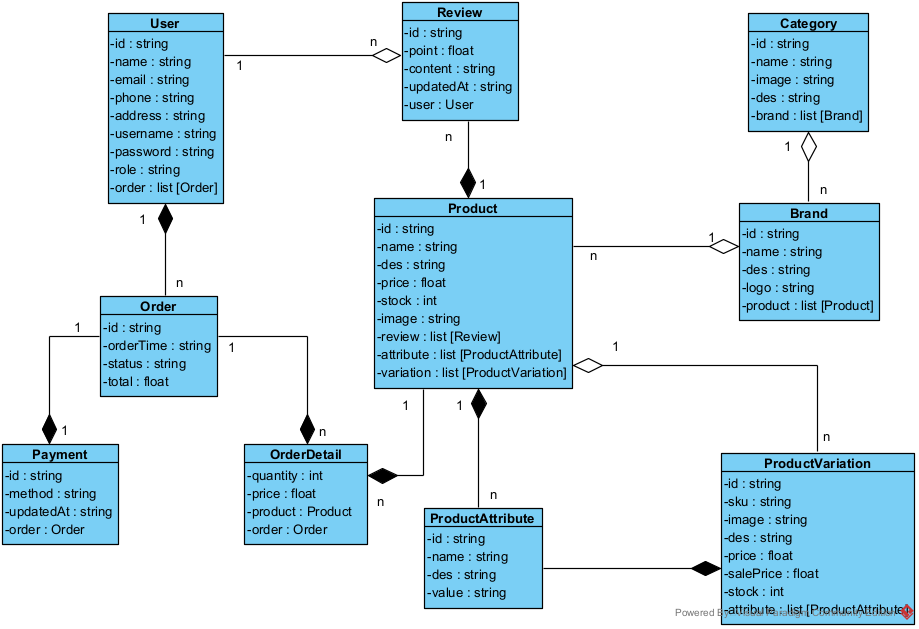 User
-id : string
-name : string
-email : string
-phone : string
-address : string
-username : string
-password : string
-role : string
-order : list [Order]
1
n
Review
-id : string
-point : float
-content : string
-updatedAt : string
-user : User
n
1
Category
-id : string
-name : string
-image : string
-des : string
-brand : list [Brand]
1
n
Brand
-id : string
-name : string
-des : string
-logo : string
-product : list [Product]
1
n
Product
-id : string
-name : string
-des : string
-price : float
-stock : int
-image : string
-review : list [Review]
-attribute : list [ProductAttribute]
-variation : list [ProductVariation]
1
n
1
n
Order
-id : string
-orderTime : string
-status : string
-total : float
1
1
1
n
Payment
-id : string
-method : string
-updatedAt : string
-order : Order
OrderDetail
-quantity : int
-price : float
-product : Product
-order : Order
1
n
1
n
ProductAttribute
-id : string
-name : string
-des : string
-value : string
ProductVariation
-id : string
-sku : string
-image : string
-des : string
-price : float
-salePrice : float
-stock : int
-attribute : list [ProductAttribute]
Powered By Visual Paradigm Community Edition